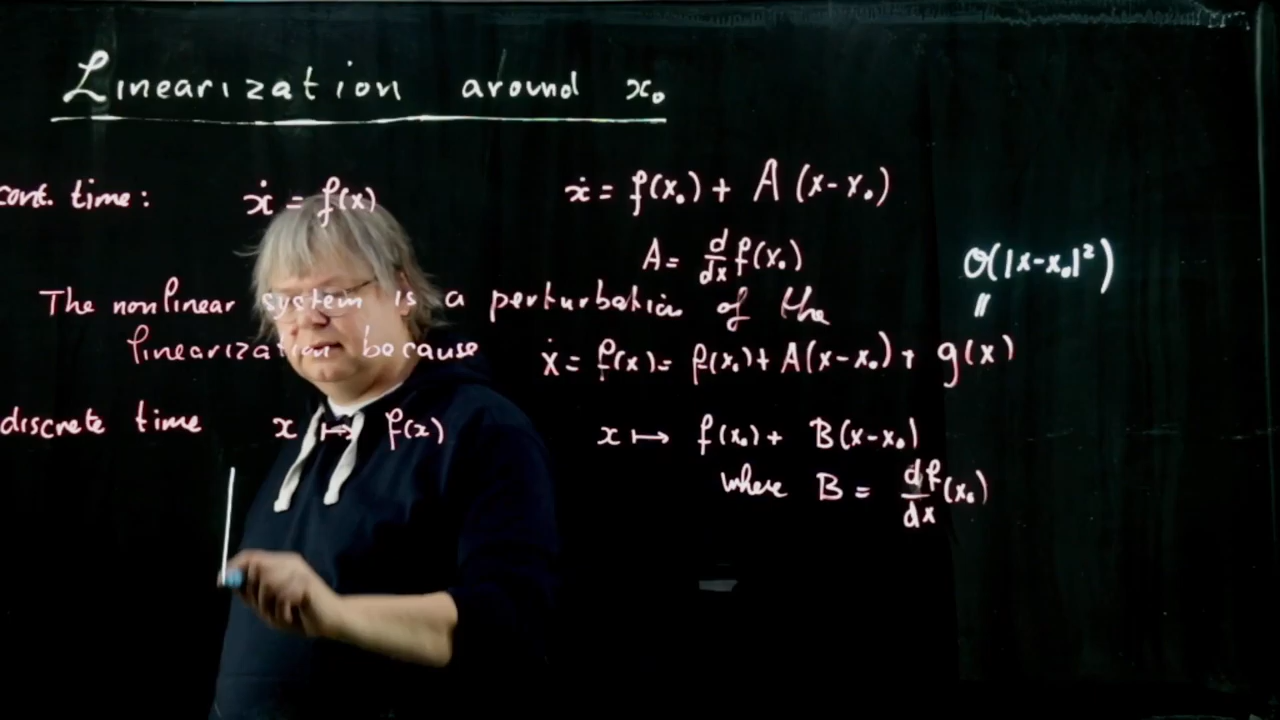 Linearization around x₀
cont. time: ẋ = f(x) ẋ = f(x₀) + A (x-x₀)
A = d/dx f(x₀)
O(|x-x₀|²)
The nonlinear system is a perturbation of the
linearization because ẋ = f(x) = f(x₀) + A(x-x₀) + g(x)
discrete time x ↦ f(x) x ↦ f(x₀) + B(x-x₀)
where B = df/dx (x₀)